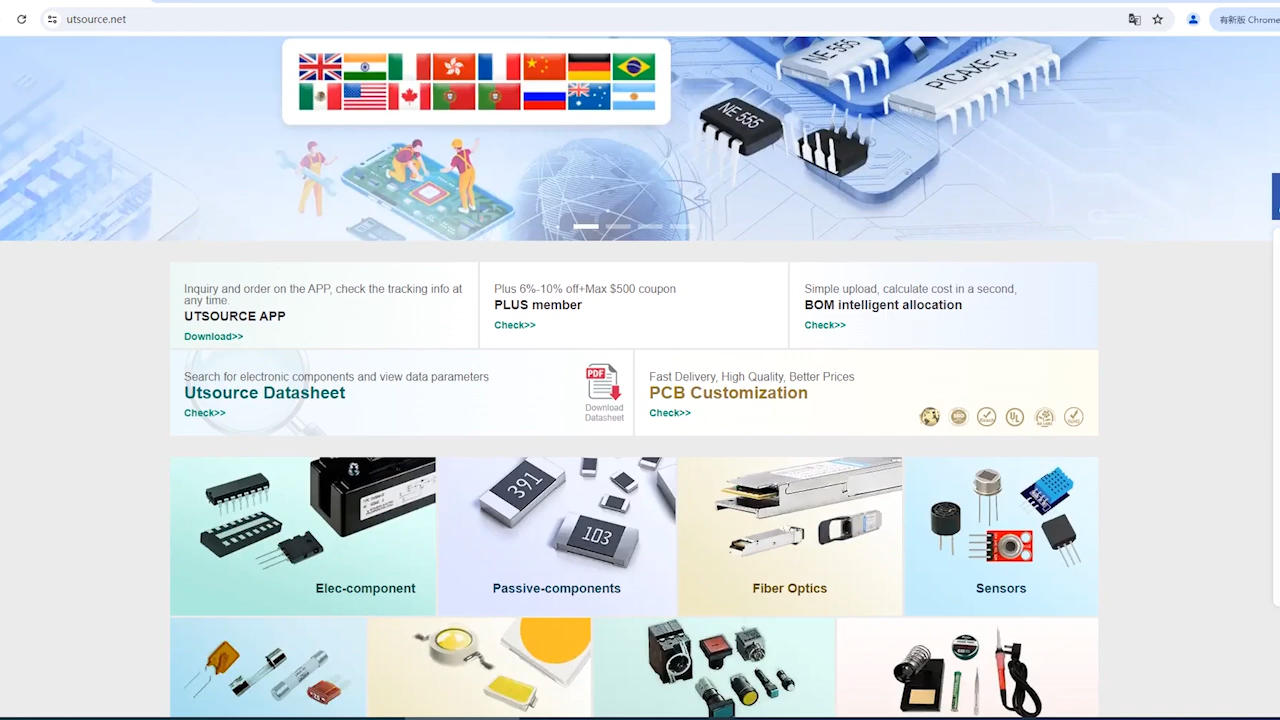 utsource.net
有新版 Chrome
NE 555
PICAXE-18
NE 555
Inquiry and order on the APP, check the tracking info at
any time.
UTSOURCE APP
Download>>
Plus 6%-10% off+Max $500 coupon
PLUS member
Check>>
Simple upload, calculate cost in a second,
BOM intelligent allocation
Check>>
Search for electronic components and view data parameters
Utsource Datasheet
Check>>
PDF
Download
Datasheet
Fast Delivery, High Quality, Better Prices
PCB Customization
Check>>
391
103
Elec-component
Passive-components
Fiber Optics
Sensors